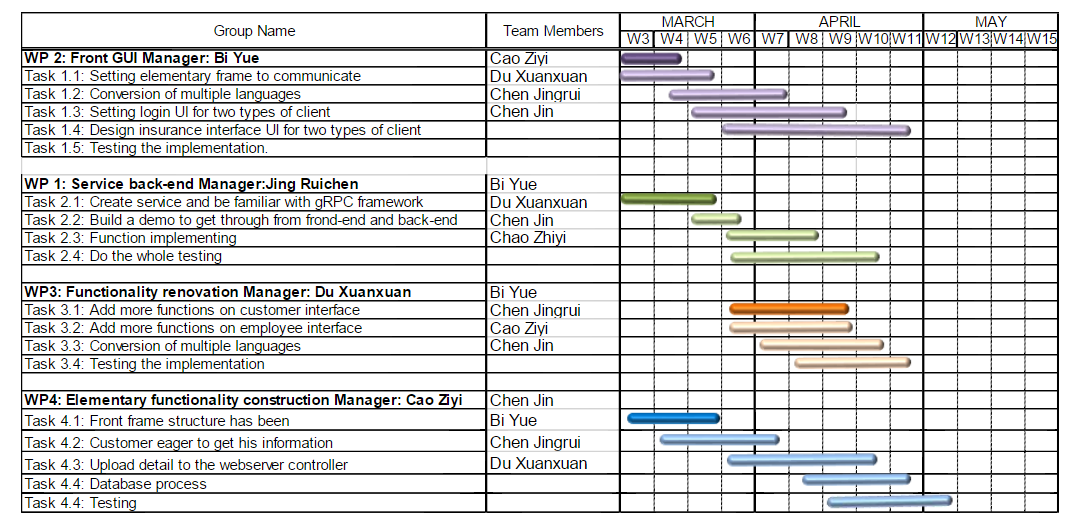 Group Name Team Members MARCH APRIL MAY
W3 W4 W5 W6 W7 W8 W9 W10 W11 W12 W13 W14 W15
WP 2: Front GUI Manager: Bi Yue Cao Ziyi
Task 1.1: Setting elementary frame to communicate Du Xuanxuan
Task 1.2: Conversion of multiple languages Chen Jingrui
Task 1.3: Setting login UI for two types of client Chen Jin
Task 1.4: Design insurance interface UI for two types of client
Task 1.5: Testing the implementation.
WP 1: Service back-end Manager:Jing Ruichen Bi Yue
Task 2.1: Create service and be familiar with gRPC framework Du Xuanxuan
Task 2.2: Build a demo to get through from frond-end and back-end Chen Jin
Task 2.3: Function implementing Chao Zhiyi
Task 2.4: Do the whole testing
WP3: Functionality renovation Manager: Du Xuanxuan Bi Yue
Task 3.1: Add more functions on customer interface Chen Jingrui
Task 3.2: Add more functions on employee interface Cao Ziyi
Task 3.3: Conversion of multiple languages Chen Jin
Task 3.4: Testing the implementation
WP4: Elementary functionality construction Manager: Cao Ziyi Chen Jin
Task 4.1: Front frame structure has been Bi Yue
Task 4.2: Customer eager to get his information Chen Jingrui
Task 4.3: Upload detail to the webserver controller Du Xuanxuan
Task 4.4: Database process
Task 4.4: Testing